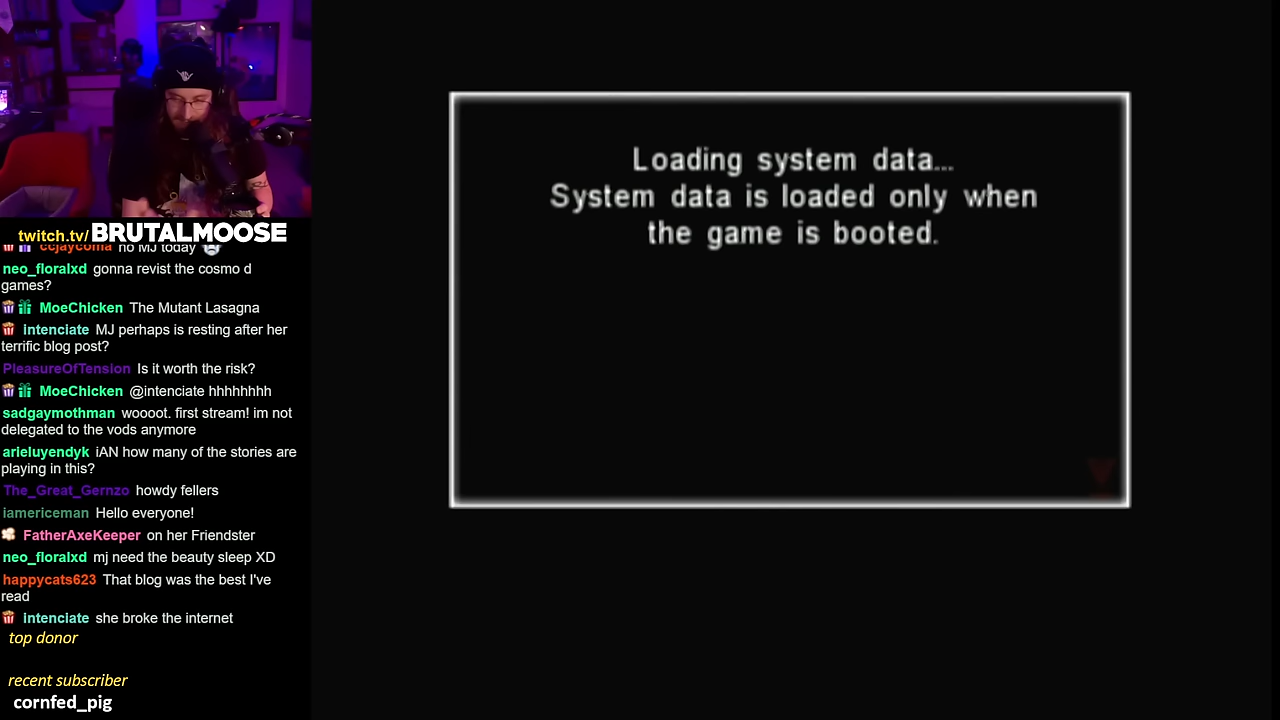 twitch.tv/BRUTALMOOSE
ccjaycoma no MJ today
neo_floralxd gonna revist the cosmo d
games?
MoeChicken The Mutant Lasagna
intenciate MJ perhaps is resting after her
terrific blog post?
PleasureOfTension Is it worth the risk?
MoeChicken @intenciate hhhhhhhh
sadgaymothman woooot. first stream! im not
delegated to the vods anymore
arieluyendyk iAN how many of the stories are
playing in this?
The_Great_Gernzo howdy fellers
iamericeman Hello everyone!
FatherAxeKeeper on her Friendster
neo_floralxd mj need the beauty sleep XD
happycats623 That blog was the best I've
read
intenciate she broke the internet
top donor
recent subscriber
cornfed_pig
Loading system data...
System data is loaded only when
the game is booted.